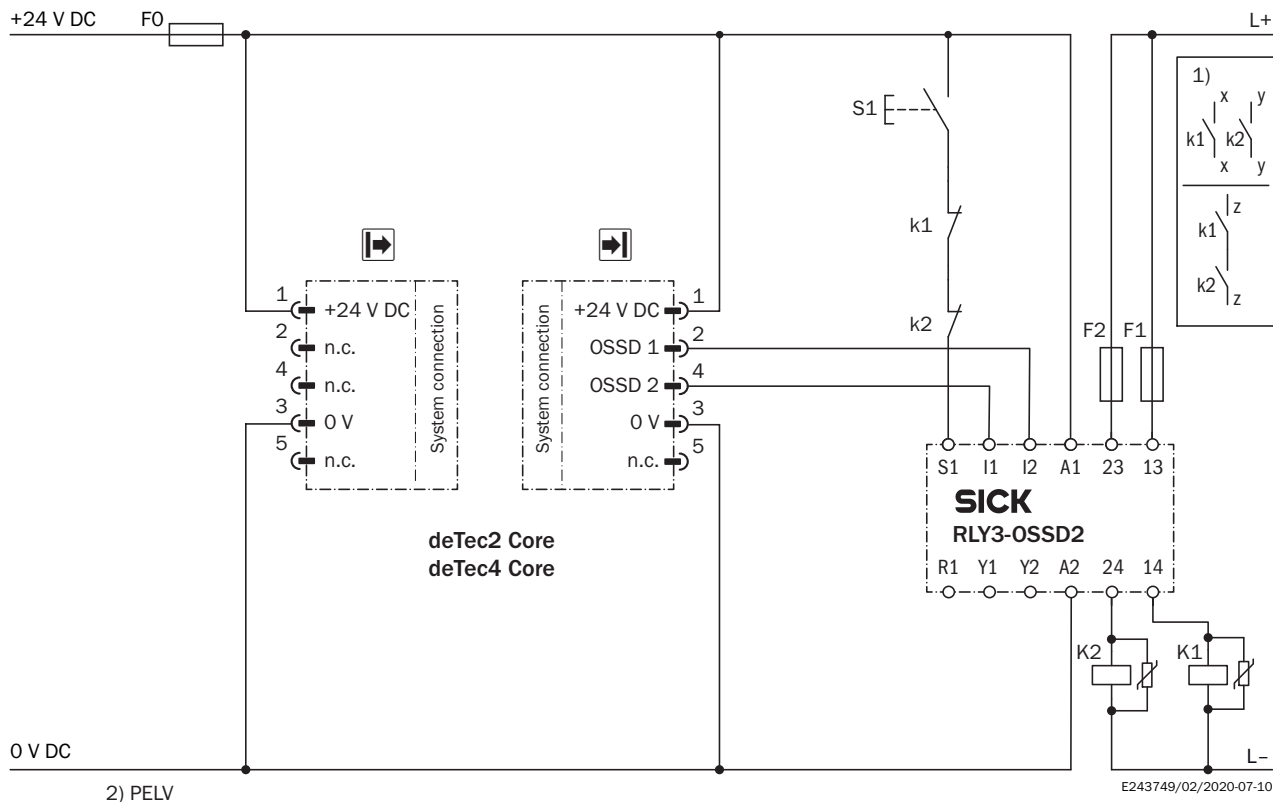 +24 V DC F0 L+
1)
x y
k1 k2
x y
z
k1
k2
z
S1
k1
k2
F2 F1
1 +24 V DC
2 n.c.
4 n.c.
3 0 V
5 n.c.
System connection
System connection
+24 V DC 1
OSSD 1 2
OSSD 2 4
0 V 3
n.c. 5
deTec2 Core
deTec4 Core
S1 I1 I2 A1 23 13
SICK
RLY3-OSSD2
R1 Y1 Y2 A2 24 14
K2 K1
0 V DC L–
2) PELV
E243749/02/2020-07-10